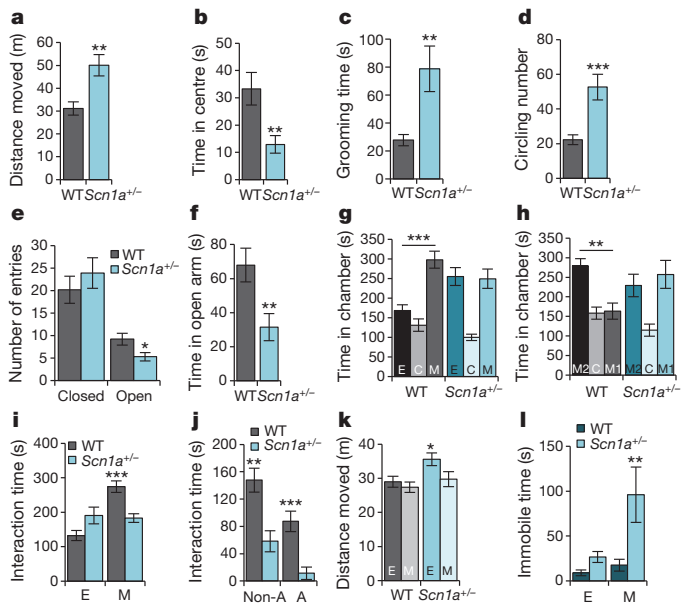 a
Distance moved (m)
60
50
40
30
20
10
0
**
WT Scn1a+/–
b
Time in centre (s)
50
40
30
20
10
0
**
WT Scn1a+/–
c
Grooming time (s)
100
80
60
40
20
0
**
WT Scn1a+/–
d
Circling number
80
60
40
20
0
***
WT Scn1a+/–
e
Number of entries
30
25
20
15
10
5
0
WT
Scn1a+/–
*
Closed Open
f
Time in open arm (s)
100
80
60
40
20
0
**
WT Scn1a+/–
g
Time in chamber (s)
350
300
250
200
150
100
50
0
***
E C M E C M
WT Scn1a+/–
h
Time in chamber (s)
350
300
250
200
150
100
50
0
**
M2 C M1 M2 C M1
WT Scn1a+/–
i
Interaction time (s)
400
300
200
100
0
WT
Scn1a+/–
***
E M
j
Interaction time (s)
200
160
120
80
40
0
WT
Scn1a+/–
**
***
Non-A A
k
Distance moved (m)
50
40
30
20
10
0
*
E M E M
WT Scn1a+/–
l
Immobile time (s)
150
100
50
0
WT
Scn1a+/–
**
E M